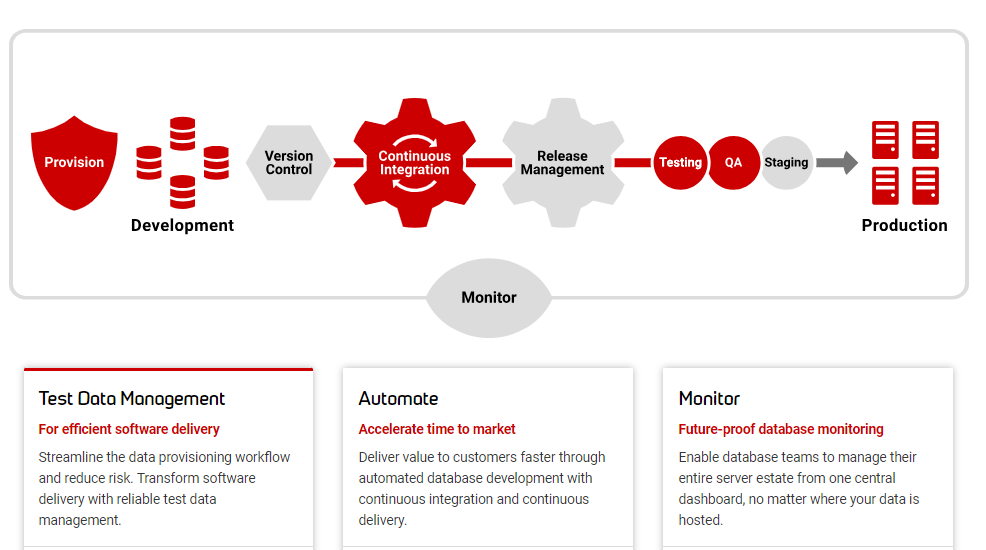 Provision
Development
Version
Control
Continuous
Integration
Release
Management
Testing
QA
Staging
Production
Monitor
Test Data Management
For efficient software delivery
Streamline the data provisioning workflow
and reduce risk. Transform software
delivery with reliable test data
management.
Automate
Accelerate time to market
Deliver value to customers faster through
automated database development with
continuous integration and continuous
delivery.
Monitor
Future-proof database monitoring
Enable database teams to manage their
entire server estate from one central
dashboard, no matter where your data is
hosted.